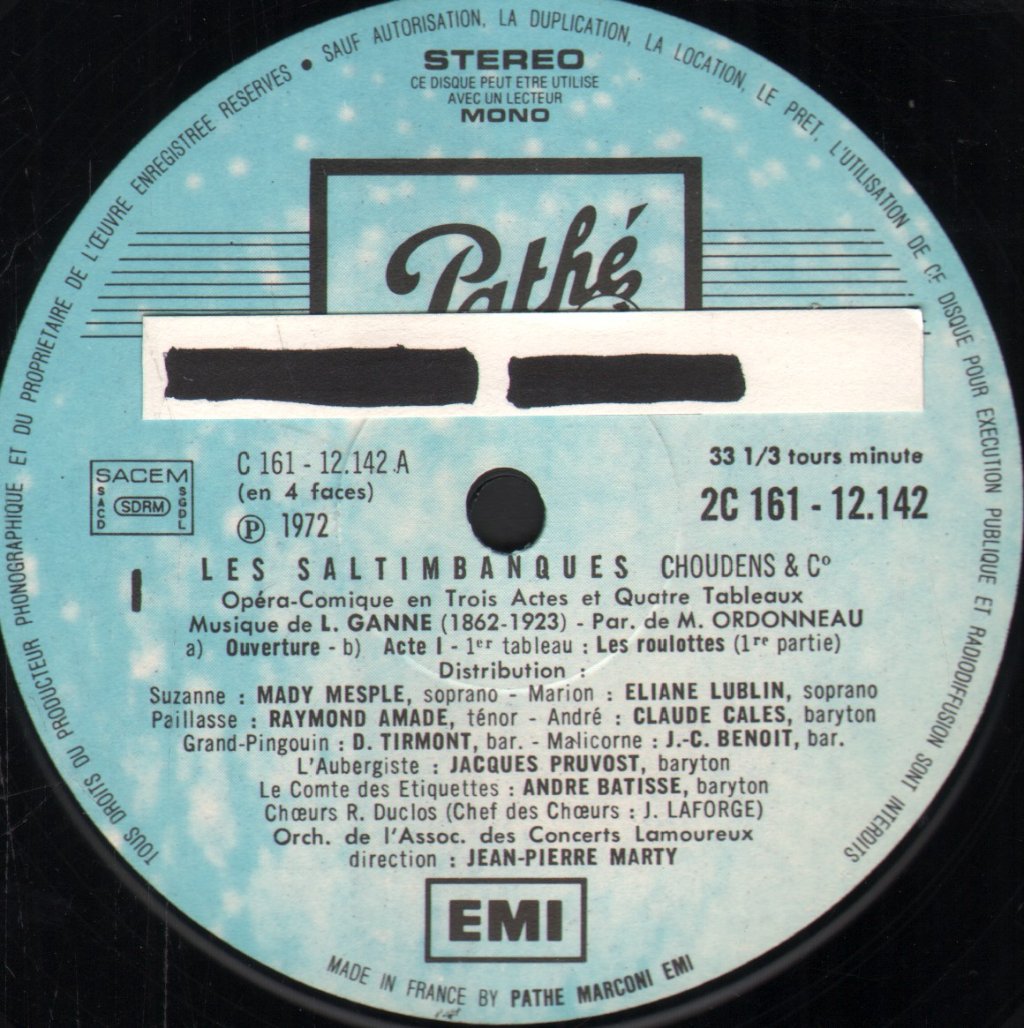 TOUS DROITS DU PRODUCTEUR PHONOGRAPHIQUE ET DU PROPRIETAIRE DE L'ŒUVRE ENREGISTREE RESERVES • SAUF AUTORISATION, LA DUPLICATION, LA LOCATION, LE PRET, L'UTILISATION DE CE DISQUE POUR EXECUTION PUBLIQUE ET RADIODIFFUSION SONT INTERDITS
STEREO
CE DISQUE PEUT ETRE UTILISE
AVEC UN LECTEUR
MONO
Pathé
C 161 - 12.142 A
(en 4 faces)
℗ 1972
SACEM
SACD
SDRM
SGDL
33 1/3 tours minute
2C 161 - 12.142
I
LES SALTIMBANQUES CHOUDENS & Cº
Opéra-Comique en Trois Actes et Quatre Tableaux
Musique de L. GANNE (1862-1923) - Par. de M. ORDONNEAU
a) Ouverture - b) Acte I - 1er tableau : Les roulottes (1re partie)
Distribution :
Suzanne : MADY MESPLE, soprano - Marion : ELIANE LUBLIN, soprano
Paillasse : RAYMOND AMADE, ténor - André : CLAUDE CALES, baryton
Grand-Pingouin : D. TIRMONT, bar. - Malicorne : J.-C. BENOIT, bar.
L'Aubergiste : JACQUES PRUVOST, baryton
Le Comte des Etiquettes : ANDRE BATISSE, baryton
Chœurs R. Duclos (Chef des Chœurs : J. LAFORGE)
Orch. de l'Assoc. des Concerts Lamoureux
direction : JEAN-PIERRE MARTY
EMI
MADE IN FRANCE BY PATHE MARCONI EMI